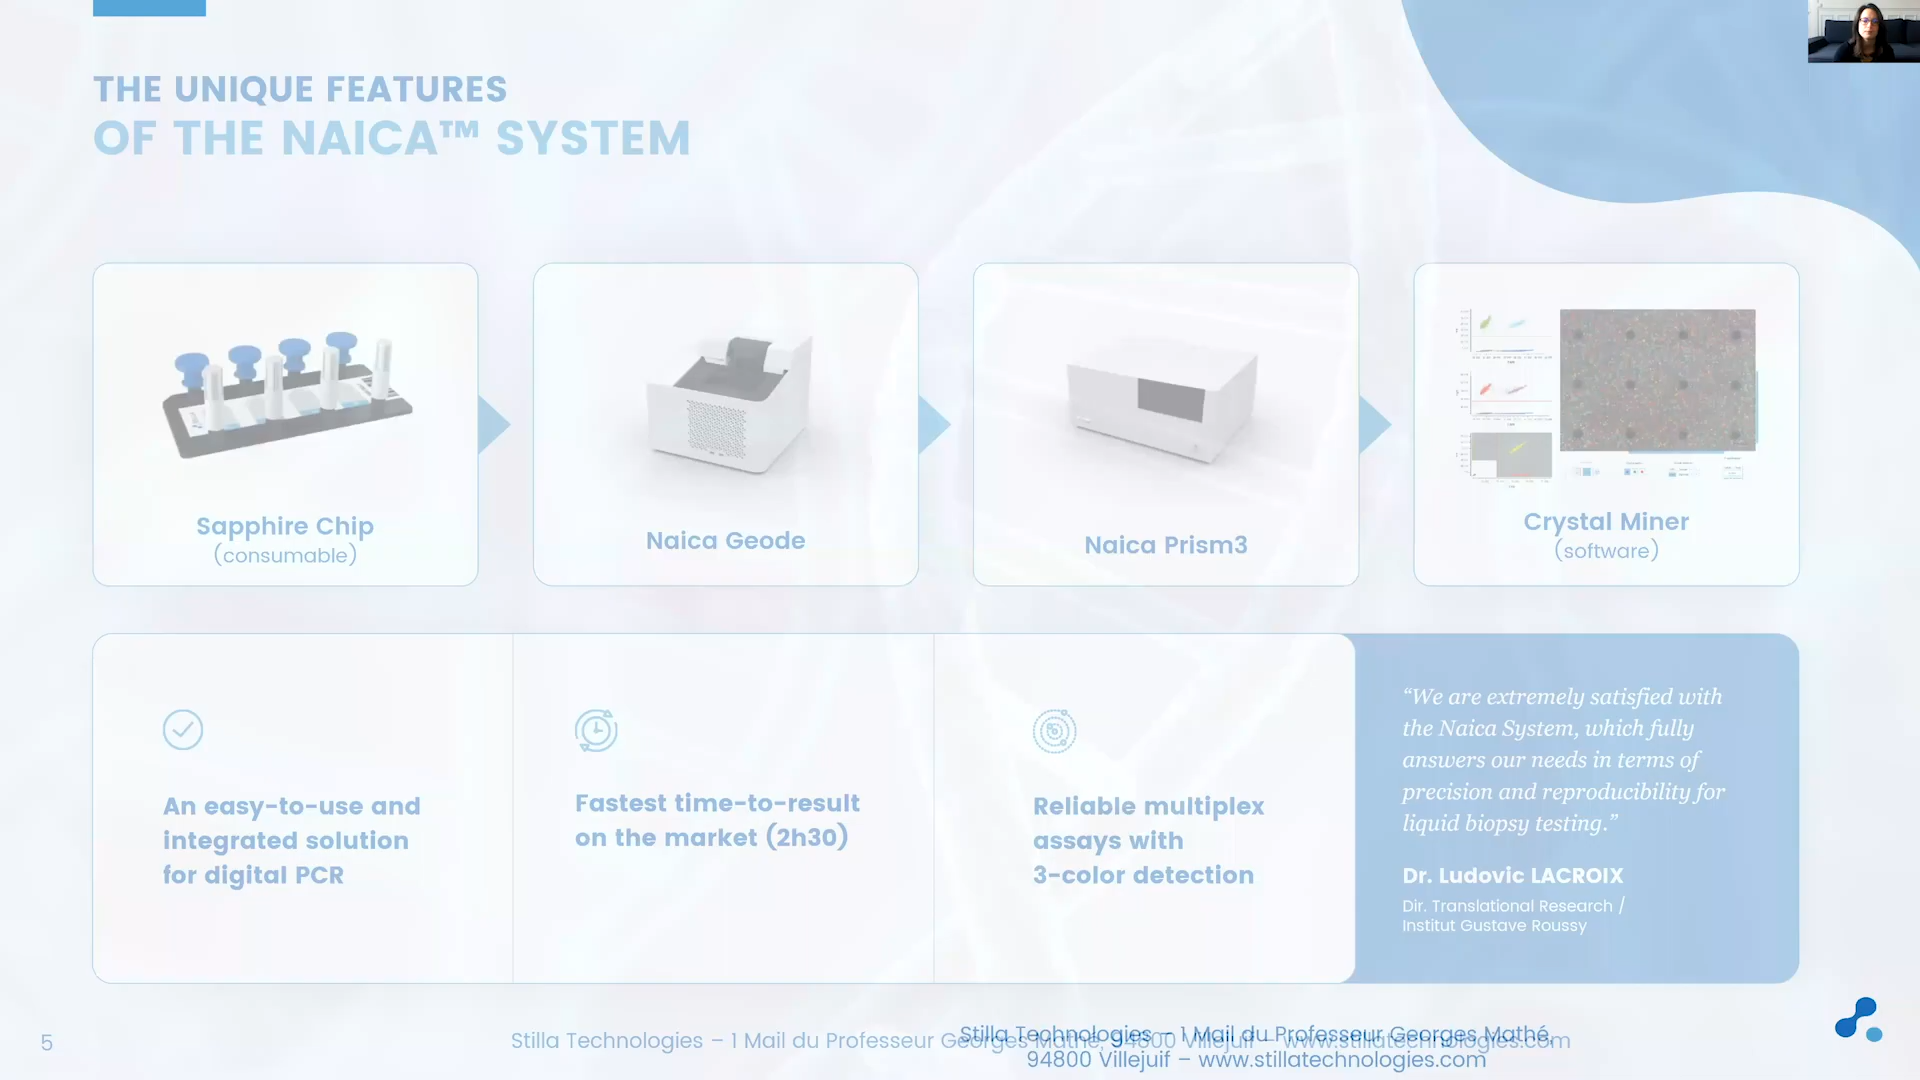 THE UNIQUE FEATURES
OF THE NAICA™ SYSTEM
Sapphire Chip
(consumable)
Naica Geode
Naica Prism3
Crystal Miner
(software)
An easy-to-use and
integrated solution
for digital PCR
Fastest time-to-result
on the market (2h30)
Reliable multiplex
assays with
3-color detection
“We are extremely satisfied with
the Naica System, which fully
answers our needs in terms of
precision and reproducibility for
liquid biopsy testing.”
Dr. Ludovic LACROIX
Dir. Translational Research /
Institut Gustave Roussy
5
Stilla Technologies – 1 Mail du Professeur Georges Mathé, 94800 Villejuif – www.stillatechnologies.com
Stilla Technologies – 1 Mail du Professeur Georges Mathé,
94800 Villejuif – www.stillatechnologies.com